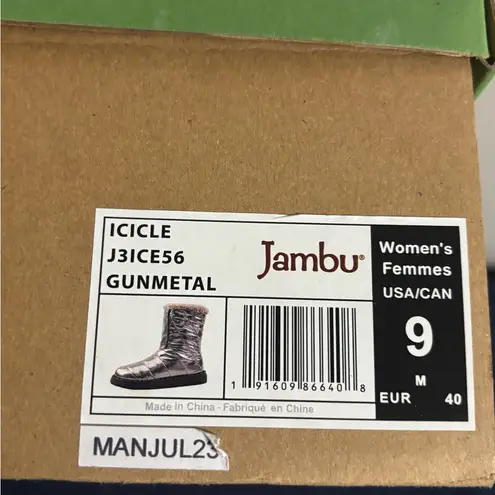 ICICLE
J3ICE56
GUNMETAL
Jambu®
Women's
Femmes
USA/CAN
9
M
EUR 40
1 91609 86640 8
Made in China - Fabriqué en Chine
MANJUL23